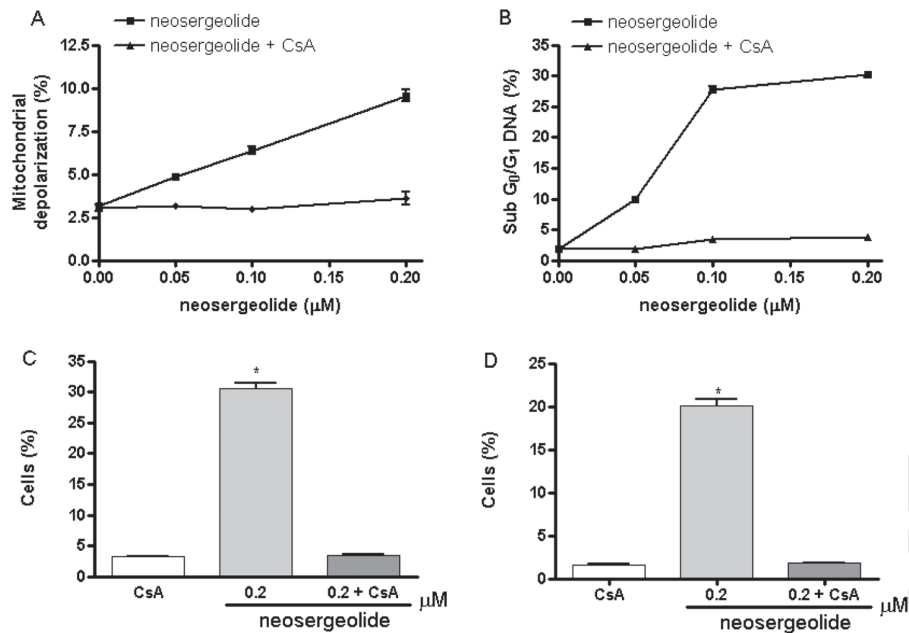 A
neosergeolide
neosergeolide + CsA
Mitochondrial
depolarization (%)
12.5
10.0
7.5
5.0
2.5
0.0
0.00
0.05
0.10
0.15
0.20
neosergeolide (μM)
B
neosergeolide
neosergeolide + CsA
Sub G0/G1 DNA (%)
35
30
25
20
15
10
5
0
0.00
0.05
0.10
0.15
0.20
neosergeolide (μM)
C
Cells (%)
35
30
25
20
15
10
5
0
*
CsA
0.2
0.2 + CsA
μM
neosergeolide
D
Cells (%)
25
20
15
10
5
0
*
CsA
0.2
0.2 + CsA
μM
neosergeolide